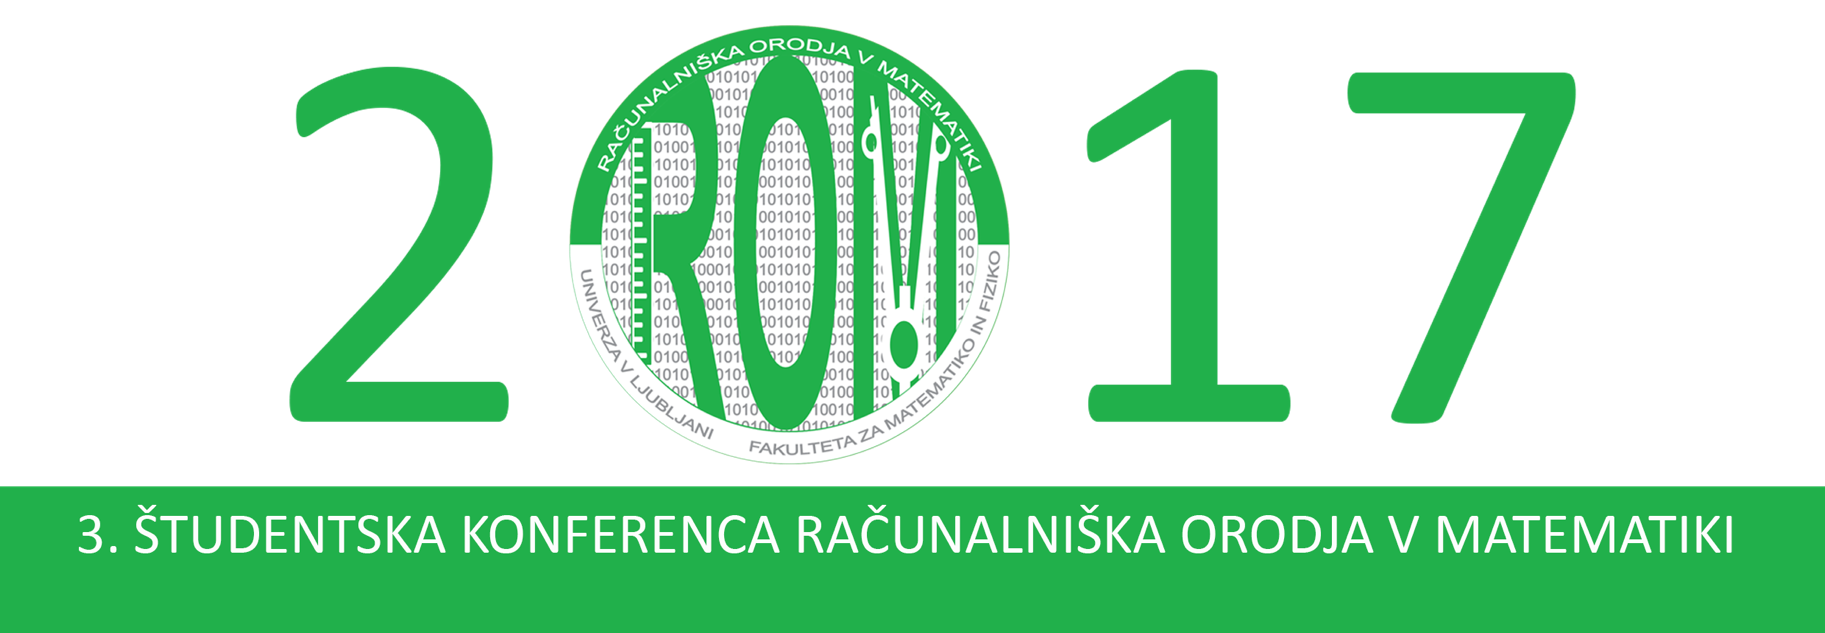 2 17
RAČUNALNIŠKA ORODJA V MATEMATIKI
ROM
UNIVERZA V LJUBLJANI FAKULTETA ZA MATEMATIKO IN FIZIKO
3. ŠTUDENTSKA KONFERENCA RAČUNALNIŠKA ORODJA V MATEMATIKI